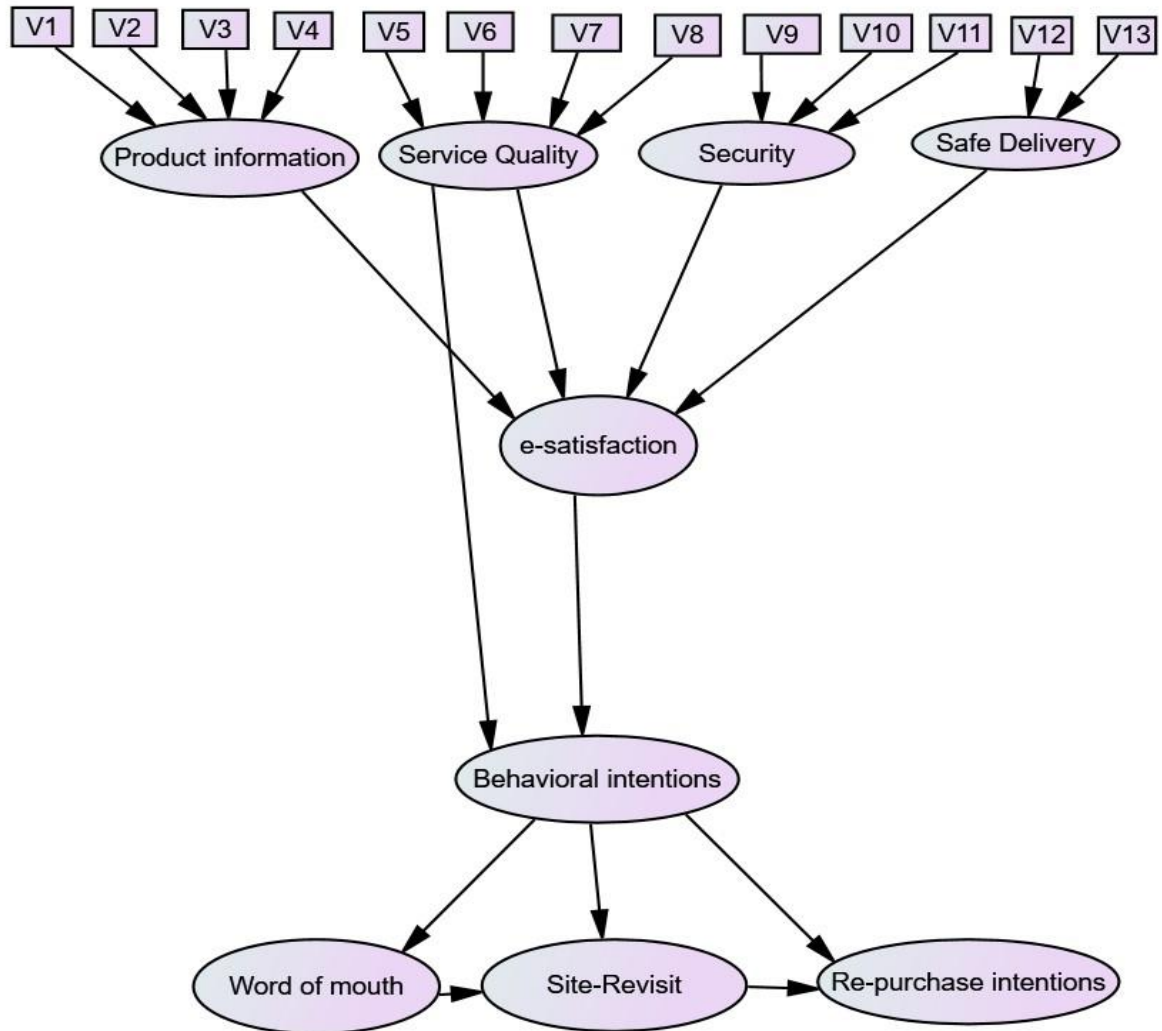 V1
V2
V3
V4
V5
V6
V7
V8
V9
V10
V11
V12
V13
Product information
Service Quality
Security
Safe Delivery
e-satisfaction
Behavioral intentions
Word of mouth
Site-Revisit
Re-purchase intentions